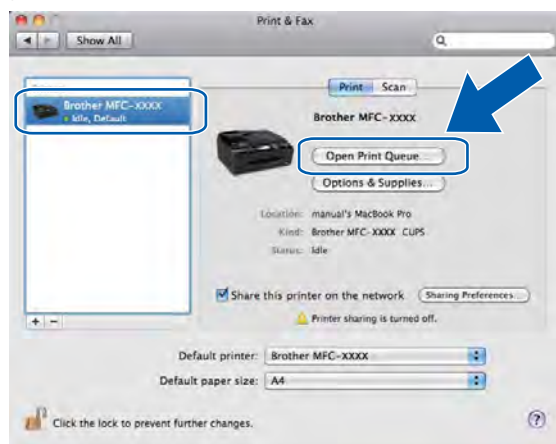 Print & Fax
Show All
Print Scan
Brother MFC-XXXX
Idle, Default
Brother MFC-XXXX
Open Print Queue...
Options & Supplies...
Location: manual's MacBook Pro
Kind: Brother MFC-XXXX CUPS
Status: Idle
Share this printer on the network Sharing Preferences...
Printer sharing is turned off.
+ -
Default printer: Brother MFC-XXXX
Default paper size: A4
Click the lock to prevent further changes. ?